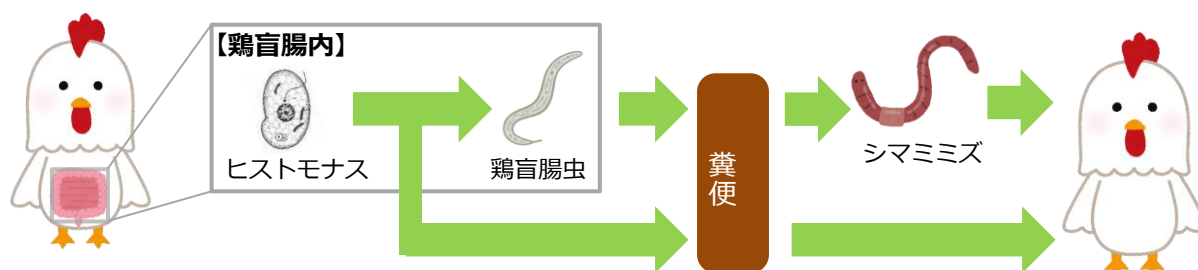 【鶏盲腸内】
ヒストモナス
鶏盲腸虫
糞便
シマミミズ